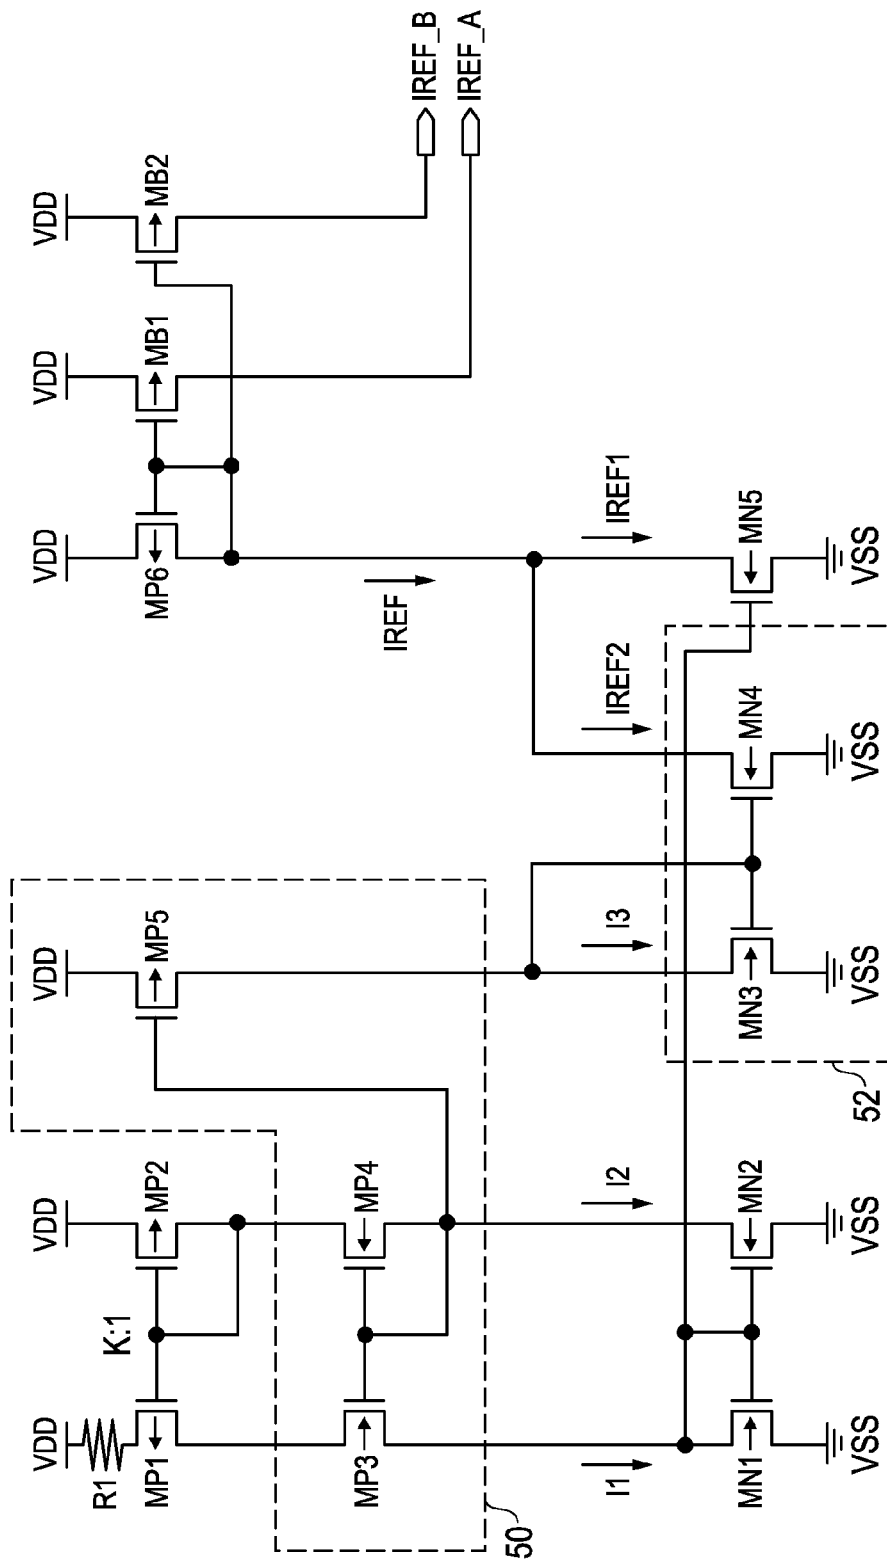 VDD
VDD
VDD
VDD
VDD
VDD
R1
MP1
K:1
MP2
MP5
MP6
MB1
MB2
MP3
MP4
50
IREF
IREF_B
IREF_A
I1
I2
I3
IREF2
IREF1
MN1
MN2
MN3
MN4
MN5
52
VSS
VSS
VSS
VSS
VSS